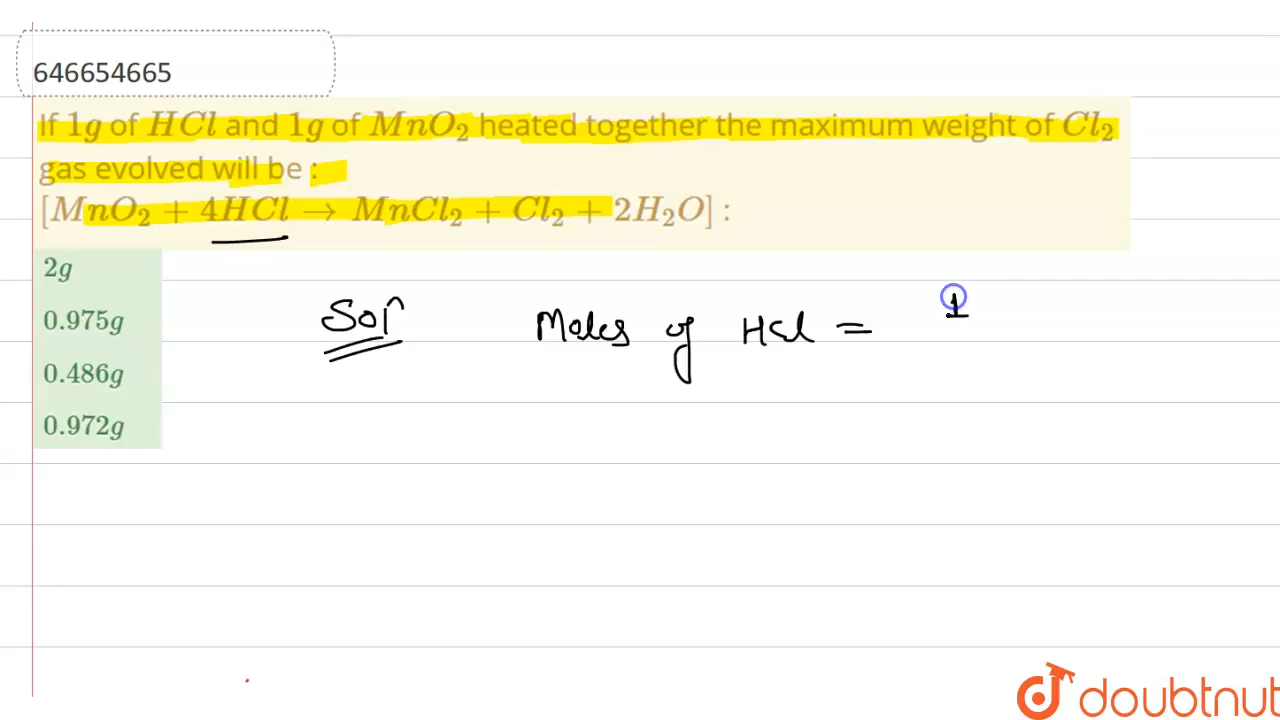 646654665
If 1g of HCl and 1g of MnO₂ heated together the maximum weight of Cl₂
gas evolved will be :
[MnO₂ + 4HCl → MnCl₂ + Cl₂ + 2H₂O] :
2g
0.975g
0.486g
0.972g
Solⁿ Moles of HCl = 1
doubtnut